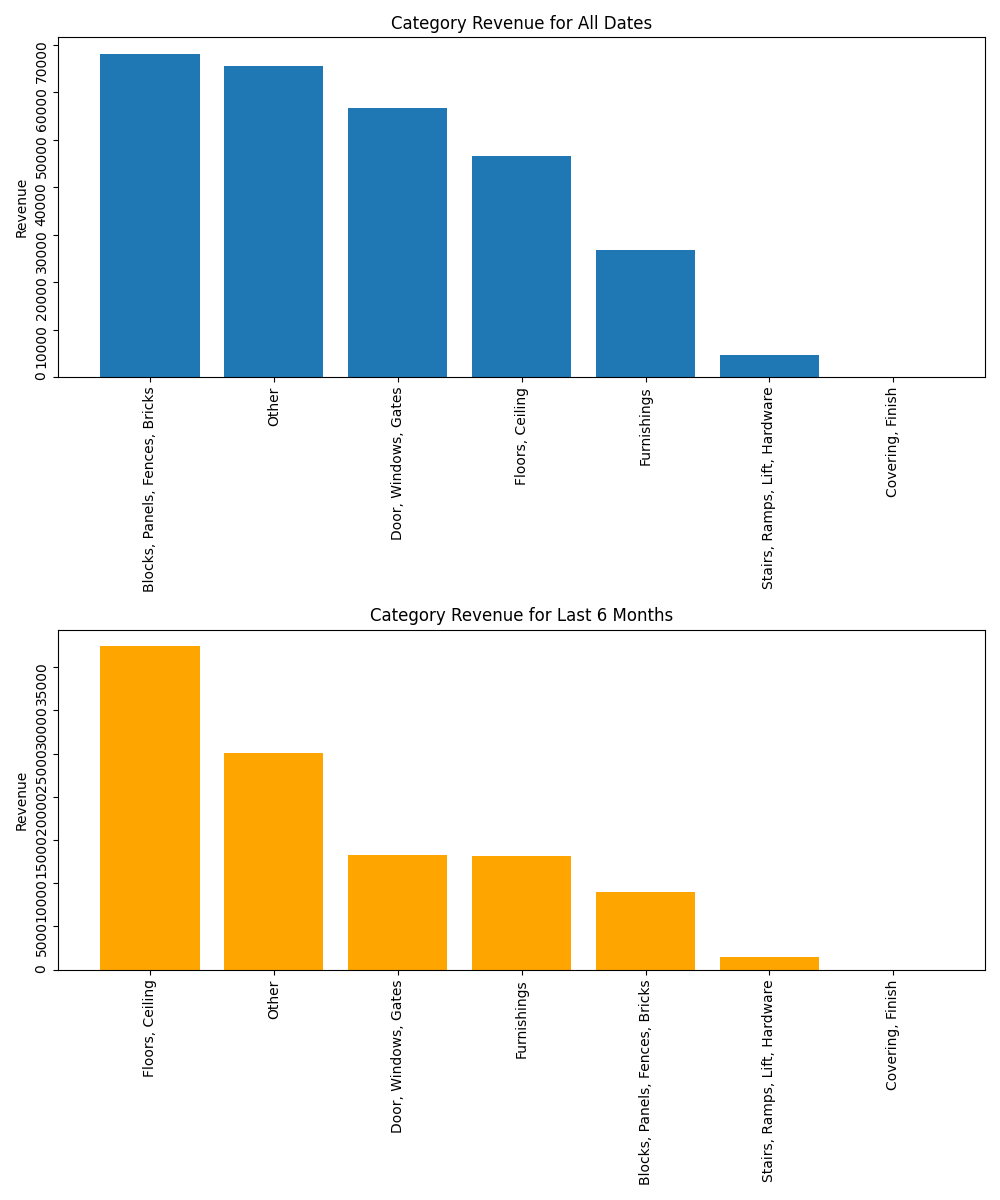 Category Revenue for All Dates
Revenue
70000
60000
50000
40000
30000
20000
10000
0
Blocks, Panels, Fences, Bricks
Other
Door, Windows, Gates
Floors, Ceiling
Furnishings
Stairs, Ramps, Lift, Hardware
Covering, Finish
Category Revenue for Last 6 Months
Revenue
35000
30000
25000
20000
15000
10000
5000
0
Floors, Ceiling
Other
Door, Windows, Gates
Furnishings
Blocks, Panels, Fences, Bricks
Stairs, Ramps, Lift, Hardware
Covering, Finish